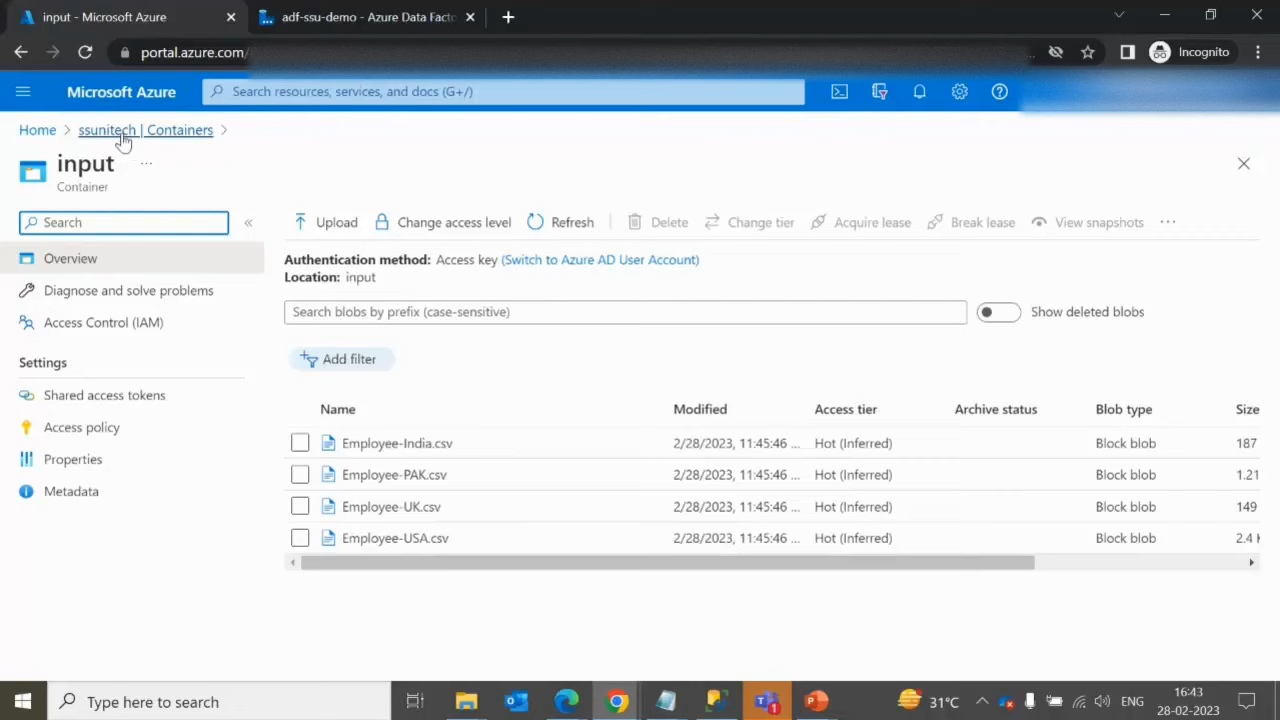 input - Microsoft Azure
adf-ssu-demo - Azure Data Facto
portal.azure.com/
Incognito
Microsoft Azure
Search resources, services, and docs (G+/)
Home > ssunitech | Containers >
input
Container
Search
Upload
Change access level
Refresh
Delete
Change tier
Acquire lease
Break lease
View snapshots
Overview
Diagnose and solve problems
Access Control (IAM)
Settings
Shared access tokens
Access policy
Properties
Metadata
Authentication method: Access key (Switch to Azure AD User Account)
Location: input
Search blobs by prefix (case-sensitive)
Show deleted blobs
Add filter
Name Modified Access tier Archive status Blob type Size
Employee-India.csv 2/28/2023, 11:45:46 ... Hot (Inferred) Block blob 187
Employee-PAK.csv 2/28/2023, 11:45:46 ... Hot (Inferred) Block blob 1.21
Employee-UK.csv 2/28/2023, 11:45:46 ... Hot (Inferred) Block blob 149
Employee-USA.csv 2/28/2023, 11:45:46 ... Hot (Inferred) Block blob 2.4 K
Type here to search
1
31°C
ENG
16:43
28-02-2023